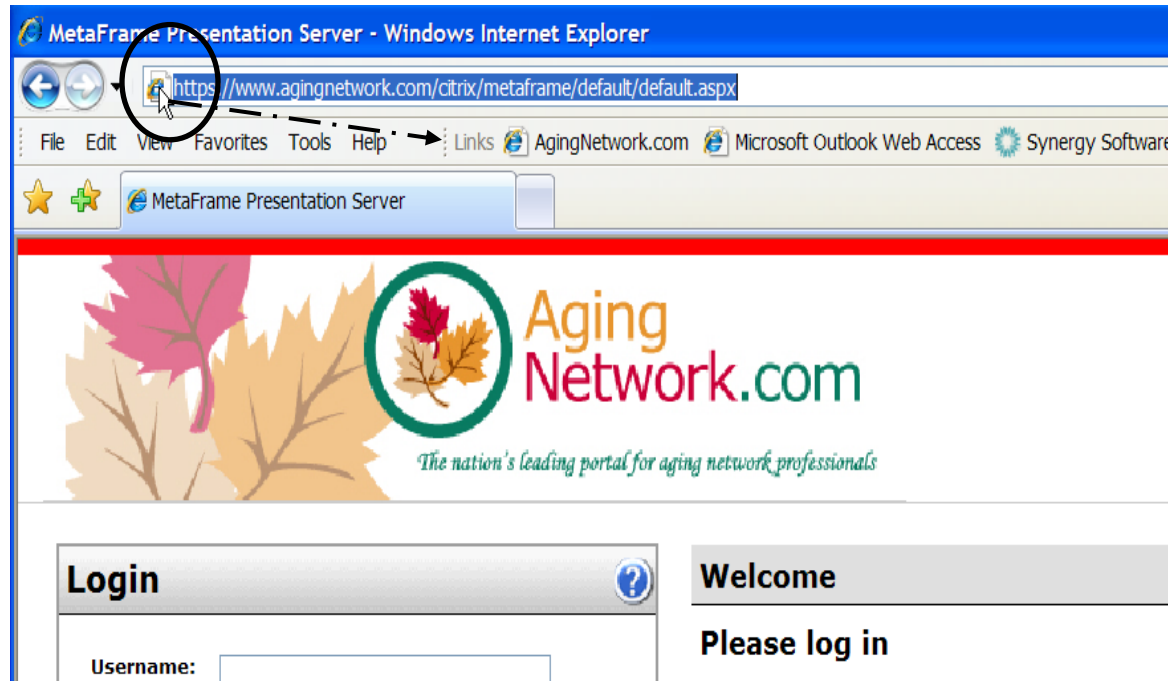 MetaFrame Presentation Server - Windows Internet Explorer
https://www.agingnetwork.com/citrix/metaframe/default/default.aspx
File Edit View Favorites Tools Help Links AgingNetwork.com Microsoft Outlook Web Access Synergy Software
MetaFrame Presentation Server
Aging
Network.com
The nation's leading portal for aging network professionals
Login ?
Welcome
Please log in
Username: